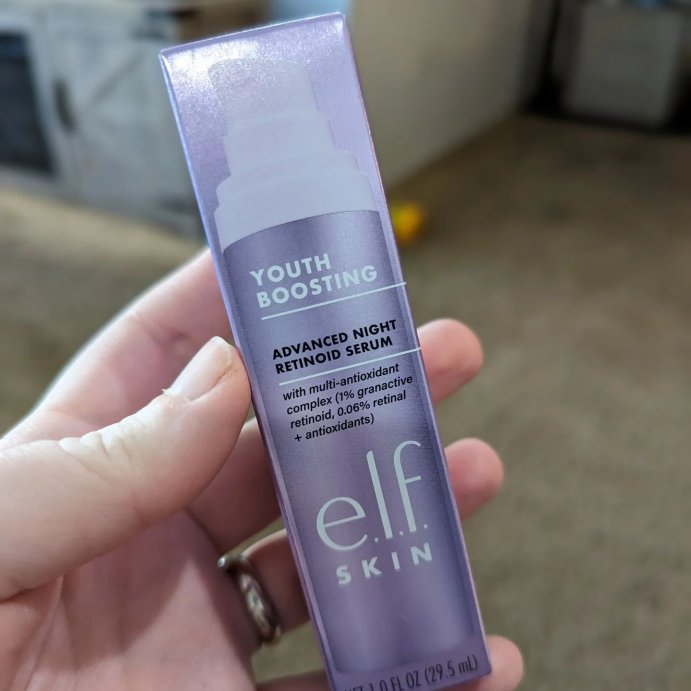 YOUTH
BOOSTING
ADVANCED NIGHT
RETINOID SERUM
with multi-antioxidant
complex (1% granactive
retinoid, 0.06% retinal
+ antioxidants)
e.l.f.
SKIN
NET 1.0 FL OZ (29.5 mL)